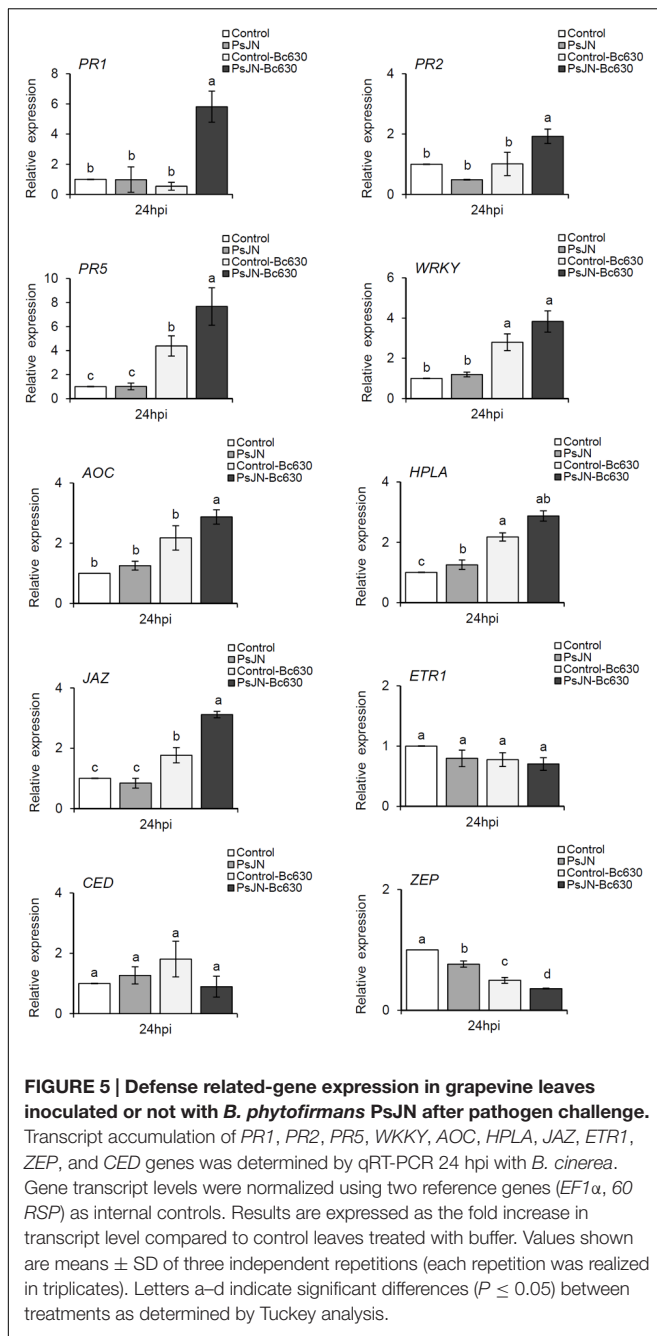 Control
PsJN
Control-Bc630
PsJN-Bc630
PR1
Relative expression
8
6
4
2
0
b
b
b
a
24hpi
Control
PsJN
Control-Bc630
PsJN-Bc630
PR2
Relative expression
4
2
0
b
b
b
a
24hpi
Control
PsJN
Control-Bc630
PsJN-Bc630
PR5
Relative expression
10
8
6
4
2
0
c
c
b
a
24hpi
Control
PsJN
Control-Bc630
PsJN-Bc630
WRKY
Relative expression
6
4
2
0
b
b
a
a
24hpi
Control
PsJN
Control-Bc630
PsJN-Bc630
AOC
Relative expression
4
2
0
b
b
b
a
24hpi
Control
PsJN
Control-Bc630
PsJN-Bc630
HPLA
Relative expression
4
2
0
c
b
a
ab
24hpi
Control
PsJN
Control-Bc630
PsJN-Bc630
JAZ
Relative expression
4
2
0
c
c
b
a
24hpi
Control
PsJN
Control-Bc630
PsJN-Bc630
ETR1
Relative expression
2
1
0
a
a
a
a
24hpi
Control
PsJN
Control-Bc630
PsJN-Bc630
CED
Relative expression
4
2
0
a
a
a
a
24hpi
Control
PsJN
Control-Bc630
PsJN-Bc630
ZEP
Relative expression
2
0
a
b
c
d
24hpi
FIGURE 5 | Defense related-gene expression in grapevine leaves
inoculated or not with B. phytofirmans PsJN after pathogen challenge.
Transcript accumulation of PR1, PR2, PR5, WKKY, AOC, HPLA, JAZ, ETR1,
ZEP, and CED genes was determined by qRT-PCR 24 hpi with B. cinerea.
Gene transcript levels were normalized using two reference genes (EF1α, 60
RSP) as internal controls. Results are expressed as the fold increase in
transcript level compared to control leaves treated with buffer. Values shown
are means ± SD of three independent repetitions (each repetition was realized
in triplicates). Letters a–d indicate significant differences (P ≤ 0.05) between
treatments as determined by Tuckey analysis.